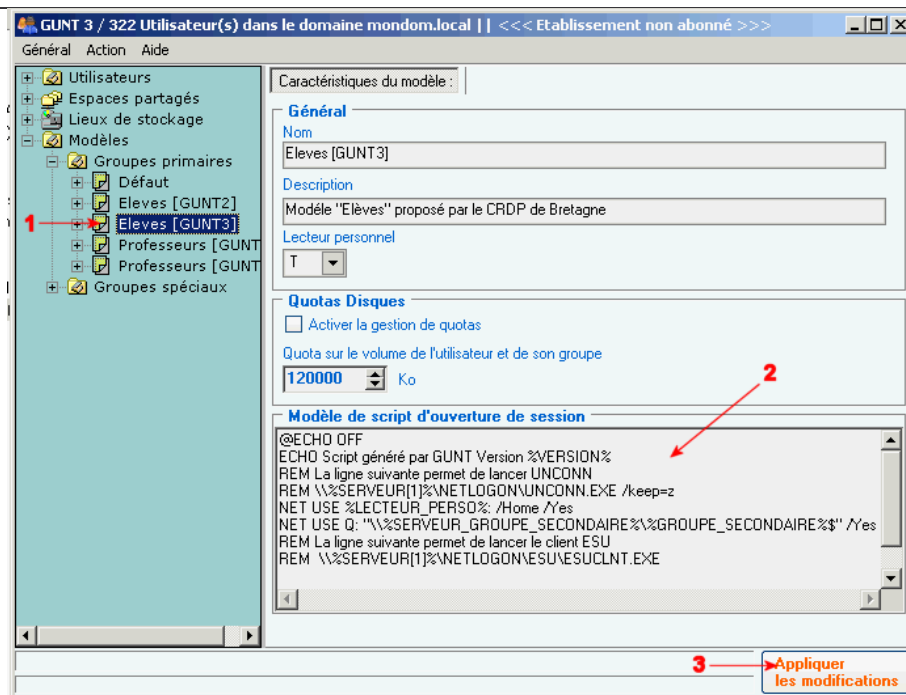 GUNT 3 / 322 Utilisateur(s) dans le domaine mondom.local || <<< Etablissement non abonné >>>
Général Action Aide
Utilisateurs
Espaces partagés
Lieux de stockage
Modèles
Groupes primaires
Défaut
Eleves [GUNT2]
1
Eleves [GUNT3]
Professeurs [GUNT
Professeurs [GUNT
Groupes spéciaux
Caractéristiques du modèle :
Général
Nom
Eleves [GUNT3]
Description
Modéle "Elèves" proposé par le CRDP de Bretagne
Lecteur personnel
T
Quotas Disques
Activer la gestion de quotas
Quota sur le volume de l'utilisateur et de son groupe
120000 Ko
2
Modèle de script d'ouverture de session
@ECHO OFF
ECHO Script généré par GUNT Version %VERSION%
REM La ligne suivante permet de lancer UNCONN
REM \\%SERVEUR[1]%\NETLOGON\UNCONN.EXE /keep=z
NET USE %LECTEUR_PERSO%: /Home /Yes
NET USE Q: "\\%SERVEUR_GROUPE_SECONDAIRE%\%GROUPE_SECONDAIRE%$" /Yes
REM La ligne suivante permet de lancer le client ESU
REM \\%SERVEUR[1]%\NETLOGON\ESU\ESUCLNT.EXE
3
Appliquer
les modifications